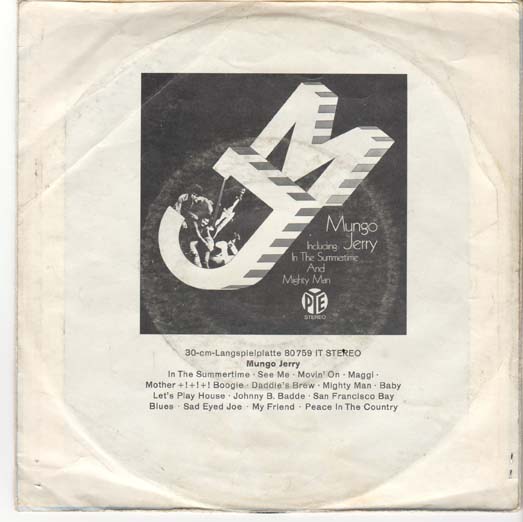 JM
Mungo
Jerry
Including:
In The Summertime
And
Mighty Man
PYE
STEREO
30-cm-Langspielplatte 80759 IT STEREO
Mungo Jerry
In The Summertime · See Me · Movin' On · Maggi ·
Mother +!+!+! Boogie · Daddie's Brew · Mighty Man · Baby
Let's Play House · Johnny B. Badde · San Francisco Bay
Blues · Sad Eyed Joe · My Friend · Peace In The Country